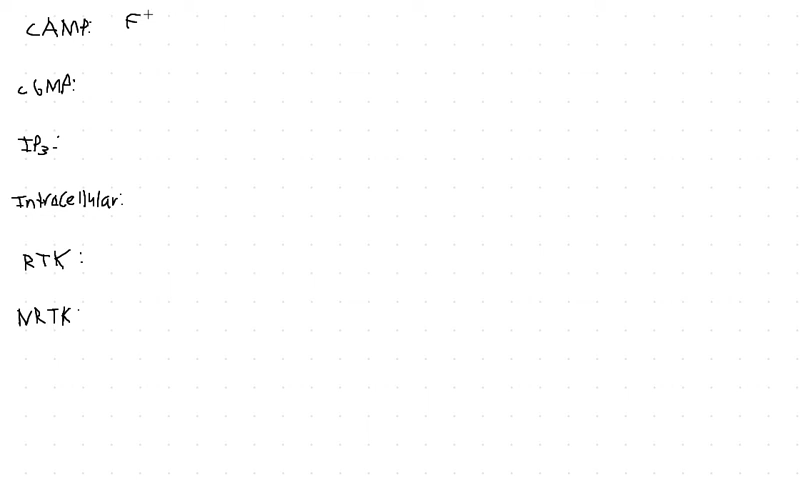 cAMP: F⁺
cGMP:
IP₃:
Intracellular:
RTK:
NRTK: